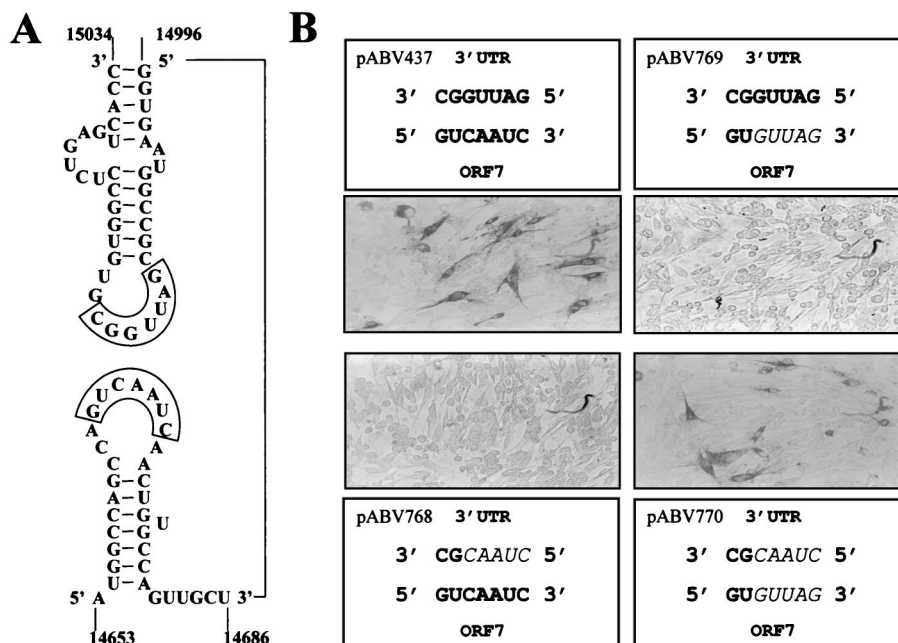 A
15034 14996
3’ 5’
C–G
C–G
A–U
C–G
U–A
G A G
U C U
A U
C–G
C–G
G–C
G–C
U–G
G–C
U
G
G A U U G G C
G U C A A U C
A A
C A
C
G–C
A–U
U
C–G
C–G
G–C
G–C
U–A
5’ A GUUGCU 3’
14653 14686
B
pABV437 3’UTR
3’ CGGUUAG 5’
5’ GUCAAUC 3’
ORF7
pABV769 3’UTR
3’ CGGUUAG 5’
5’ GUGUUAG 3’
ORF7
pABV768 3’UTR
3’ CGCAAUC 5’
5’ GUCAAUC 3’
ORF7
pABV770 3’UTR
3’ CGCAAUC 5’
5’ GUGUUAG 3’
ORF7